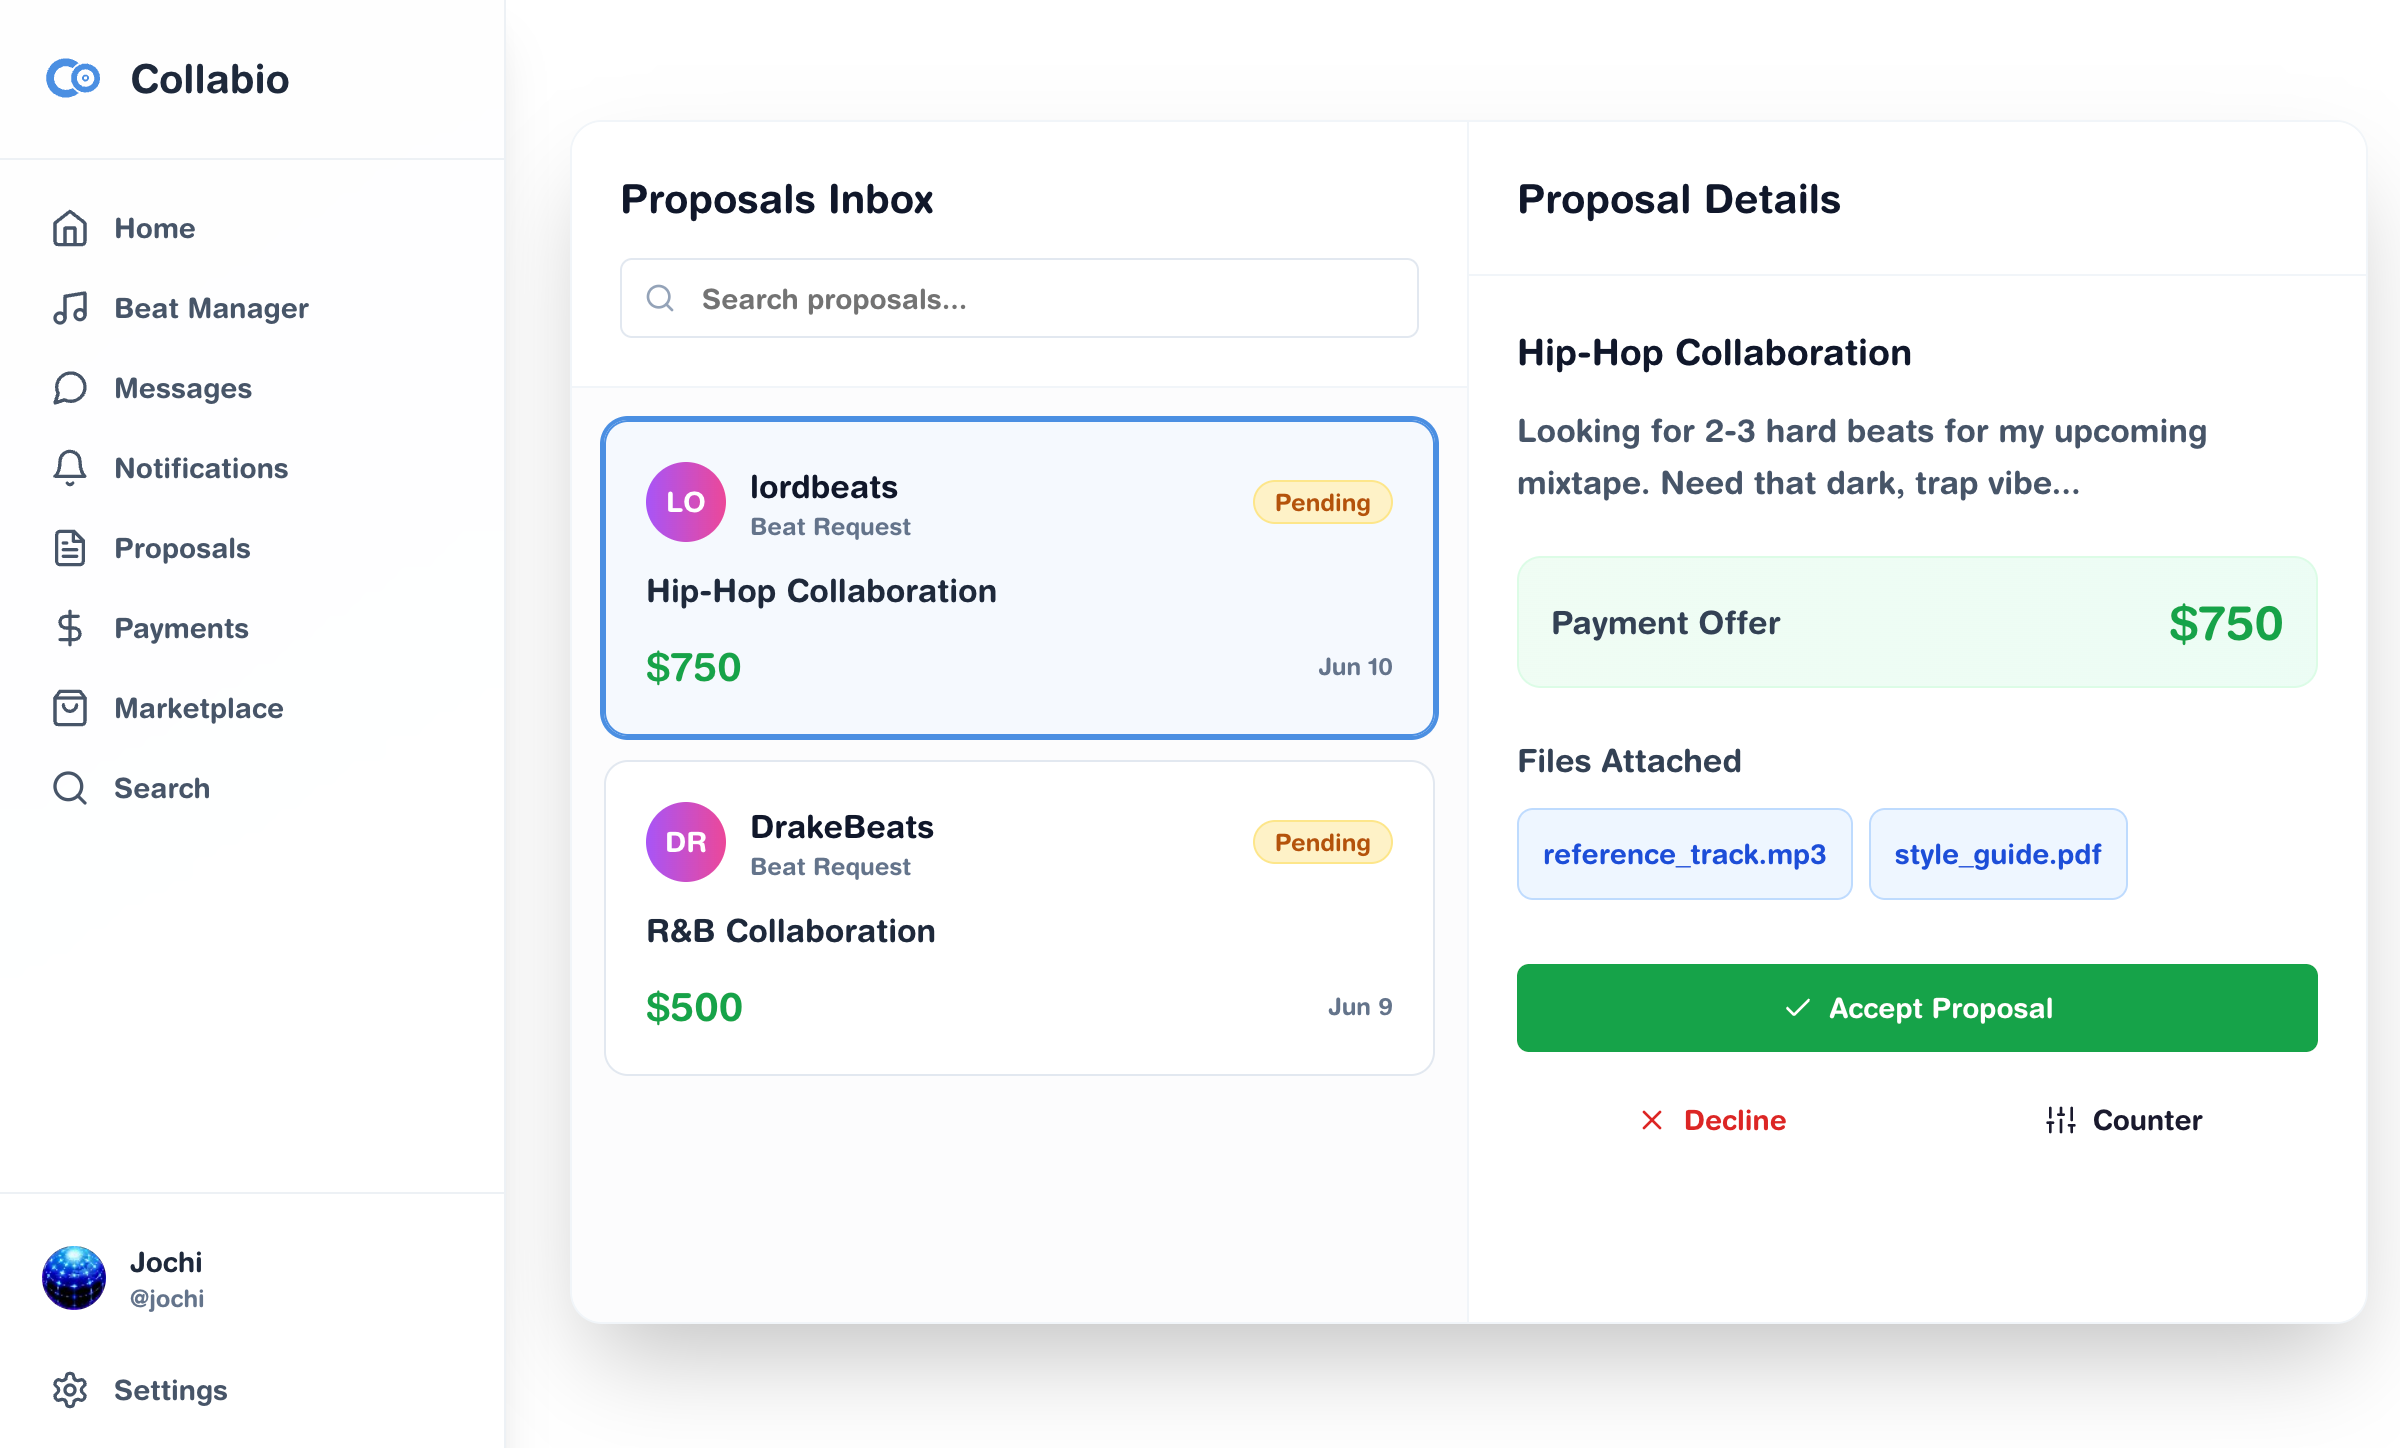 Collabio
Home
Beat Manager
Messages
Notifications
Proposals
Payments
Marketplace
Search
Jochi
@jochi
Settings
Proposals Inbox
Search proposals...
LO
lordbeats
Beat Request
Pending
Hip-Hop Collaboration
$750
Jun 10
DR
DrakeBeats
Beat Request
Pending
R&B Collaboration
$500
Jun 9
Proposal Details
Hip-Hop Collaboration
Looking for 2-3 hard beats for my upcoming
mixtape. Need that dark, trap vibe...
Payment Offer
$750
Files Attached
reference_track.mp3
style_guide.pdf
Accept Proposal
Decline
Counter